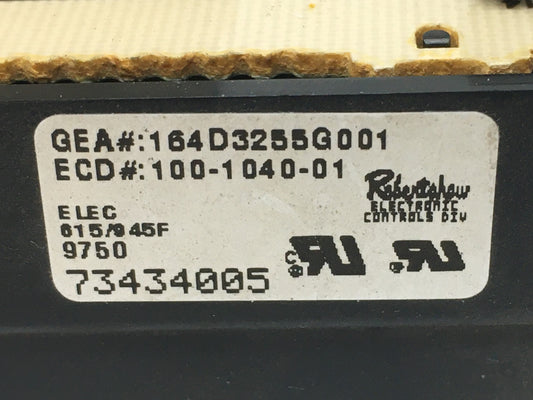 GEA#:164D3255G001
ECD#:100-1040-01
Robertshaw
ELECTRONIC
CONTROLS DIV
ELEC
615/945F
9750
73434005